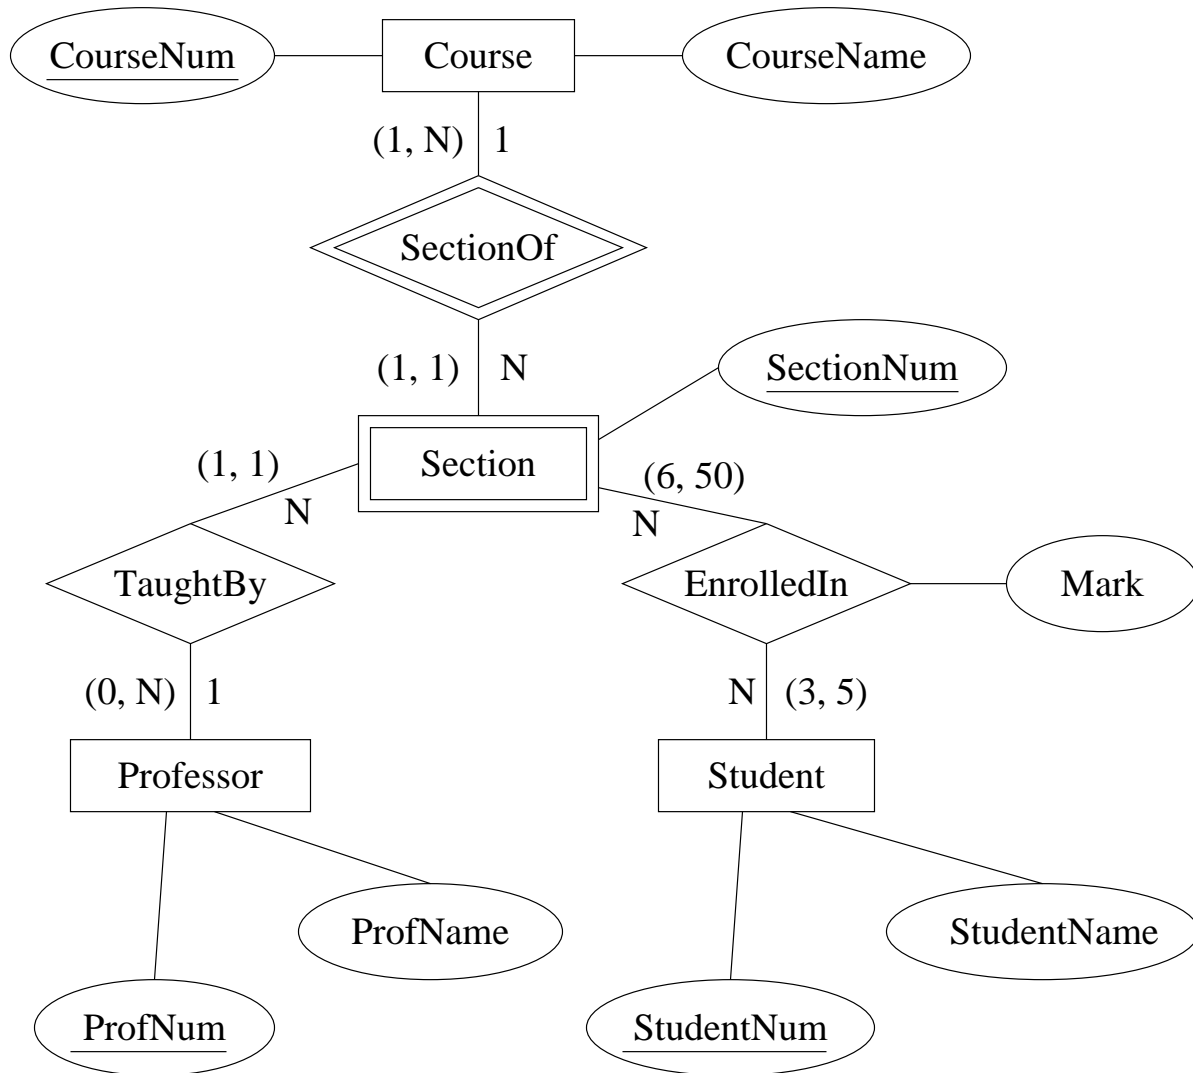 CourseNum
Course
CourseName
(1, N)
1
SectionOf
(1, 1)
N
SectionNum
Section
(1, 1)
N
(6, 50)
N
TaughtBy
EnrolledIn
Mark
(0, N)
1
N
(3, 5)
Professor
Student
ProfName
StudentName
ProfNum
StudentNum